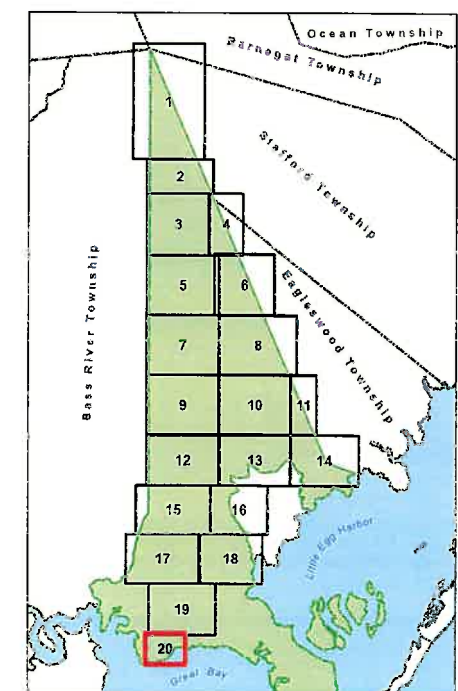 Ocean Township
Barnegat Township
Stafford Township
Eagleswood Township
Bass River Township
1
2
3
4
5
6
7
8
9
10
11
12
13
14
15
16
17
18
19
20
Little Egg Harbor
Great Bay